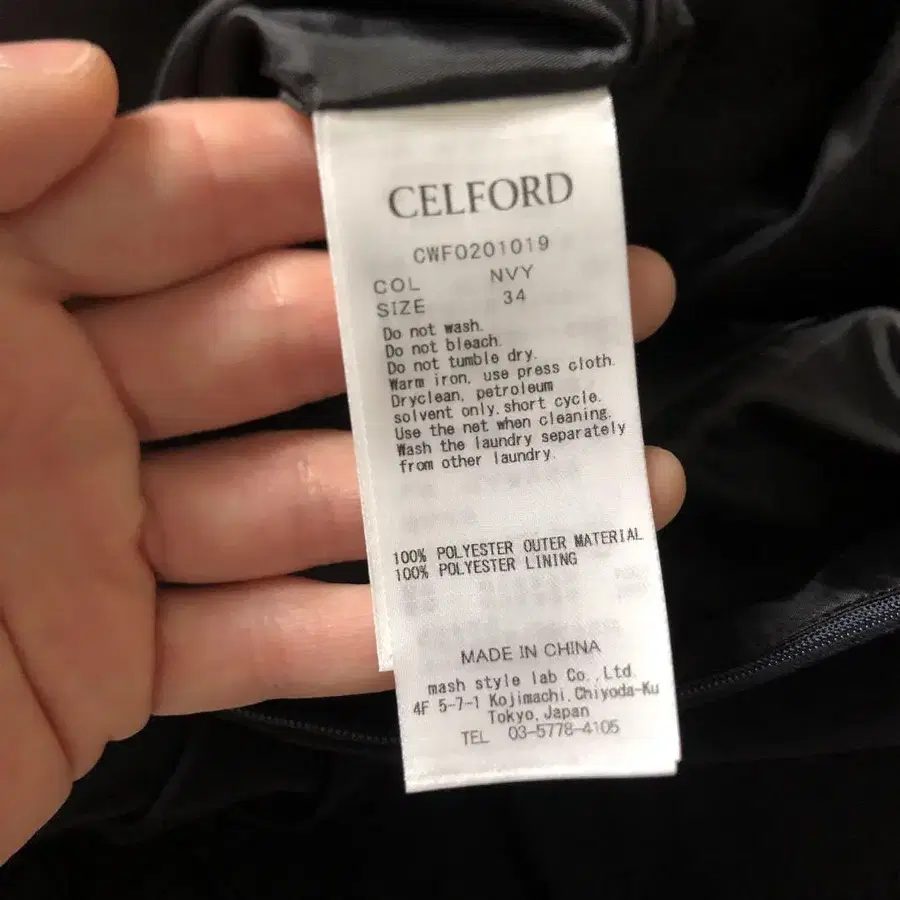 CELFORD
CWF0201019
COL NVY
SIZE 34
Do not wash.
Do not bleach.
Do not tumble dry.
Warm iron, use press cloth.
Dryclean, petroleum
solvent only.short cycle.
Use the net when cleaning.
Wash the laundry separately
from other laundry.
100% POLYESTER OUTER MATERIAL
100% POLYESTER LINING
MADE IN CHINA
mash style lab Co.,Ltd.
4F 5-7-1 Kojimachi,Chiyoda-Ku
Tokyo,Japan
TEL 03-5778-4105